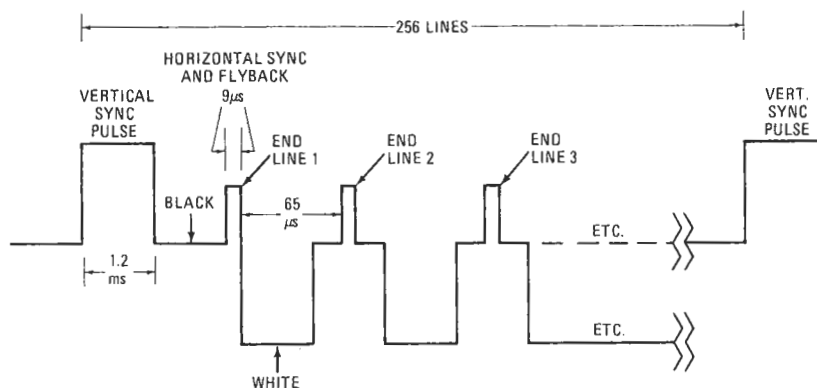 256 LINES
HORIZONTAL SYNC
AND FLYBACK
9µs
VERTICAL
SYNC
PULSE
VERT.
SYNC
PULSE
END
LINE 1
END
LINE 2
END
LINE 3
BLACK
65
µs
ETC.
1.2
ms
ETC.
WHITE